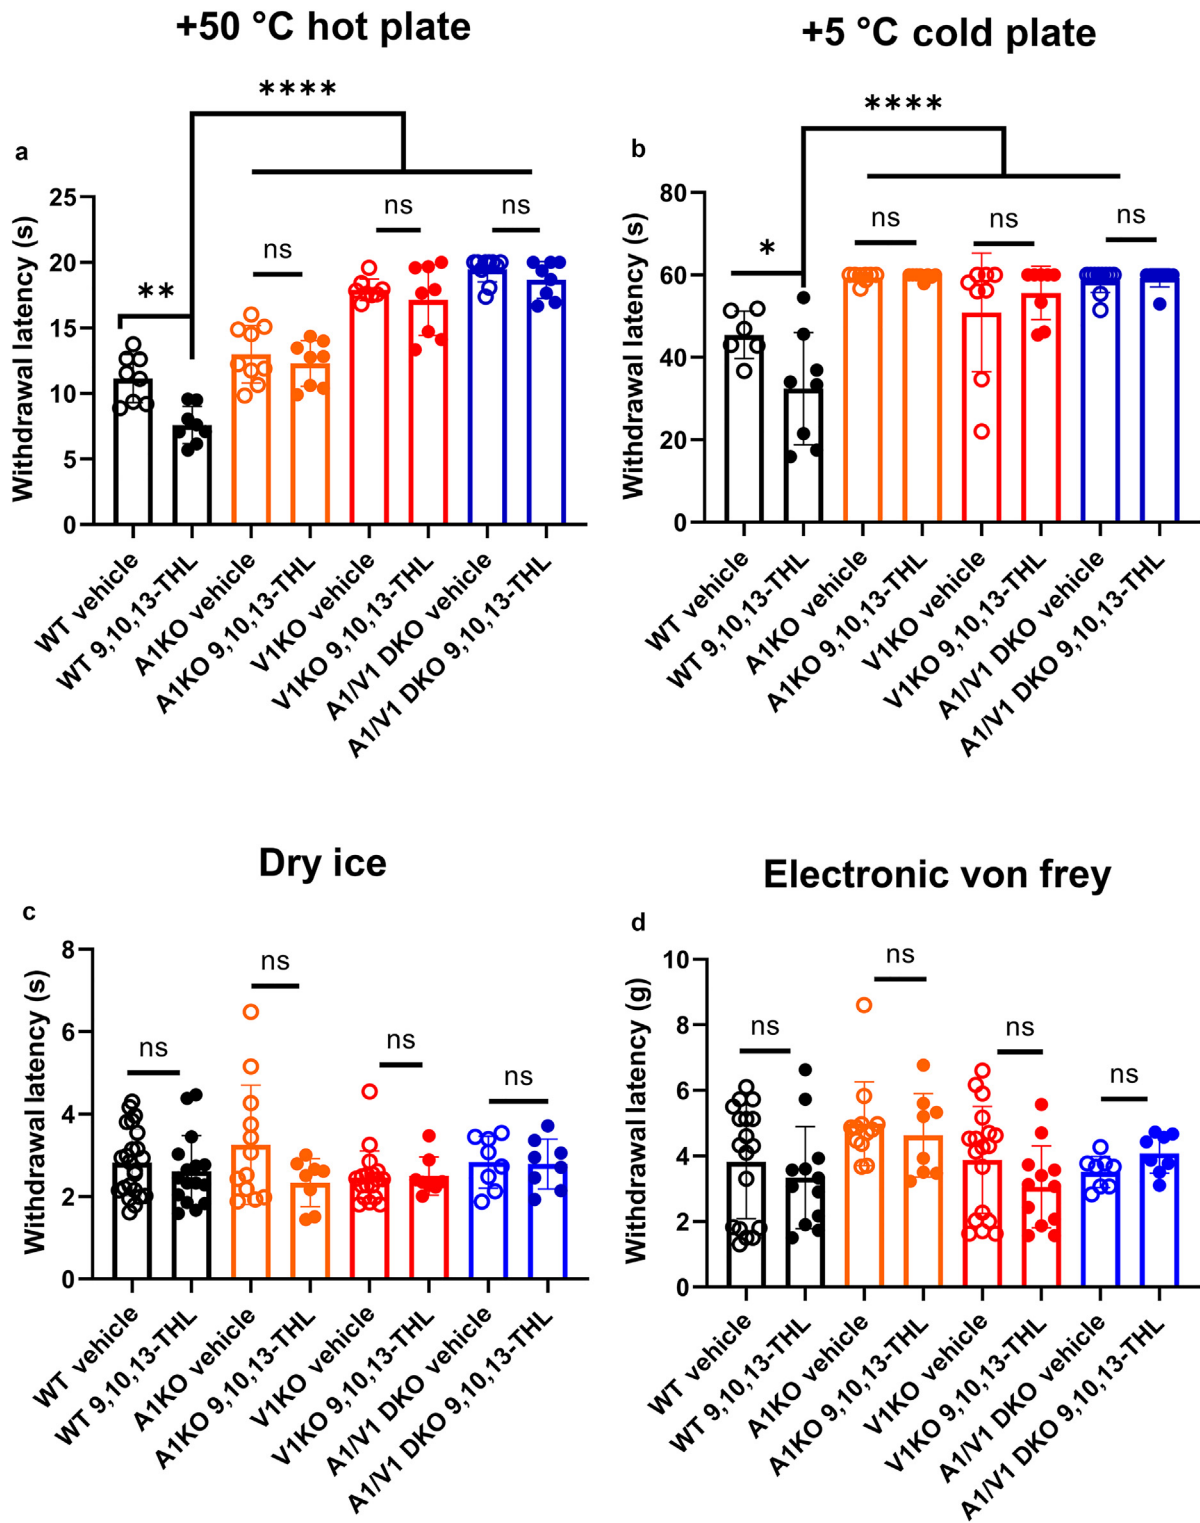 +50 °C hot plate
****
a
Withdrawal latency (s)
25
20
15
10
5
0
**
ns
ns
ns
WT vehicle
WT 9,10,13-THL
A1KO vehicle
A1KO 9,10,13-THL
V1KO vehicle
V1KO 9,10,13-THL
A1/V1 DKO vehicle
A1/V1 DKO 9,10,13-THL
+5 °C cold plate
****
b
Withdrawal latency (s)
80
60
40
20
0
*
ns
ns
ns
WT vehicle
WT 9,10,13-THL
A1KO vehicle
A1KO 9,10,13-THL
V1KO vehicle
V1KO 9,10,13-THL
A1/V1 DKO vehicle
A1/V1 DKO 9,10,13-THL
Dry ice
c
Withdrawal latency (s)
8
6
4
2
0
ns
ns
ns
ns
WT vehicle
WT 9,10,13-THL
A1KO vehicle
A1KO 9,10,13-THL
V1KO vehicle
V1KO 9,10,13-THL
A1/V1 DKO vehicle
A1/V1 DKO 9,10,13-THL
Electronic von frey
d
Withdrawal latency (g)
10
8
6
4
2
0
ns
ns
ns
ns
WT vehicle
WT 9,10,13-THL
A1KO vehicle
A1KO 9,10,13-THL
V1KO vehicle
V1KO 9,10,13-THL
A1/V1 DKO vehicle
A1/V1 DKO 9,10,13-THL